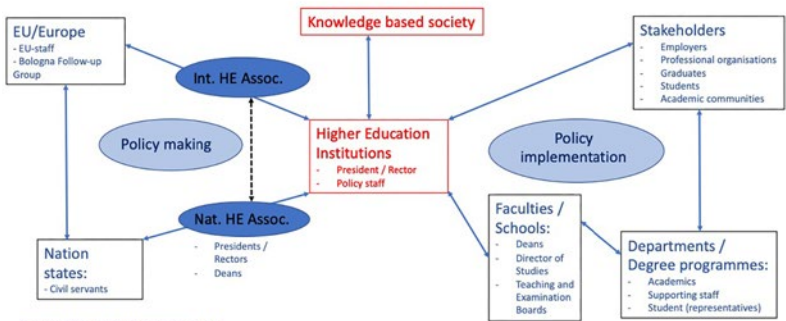 Knowledge based society
EU/Europe
- EU-staff
- Bologna Follow-up
Group
Int. HE Assoc.
Stakeholders
- Employers
- Professional organisations
- Graduates
- Students
- Academic communities
Policy making
Higher Education
Institutions
- President / Rector
- Policy staff
Policy
implementation
Nat. HE Assoc.
- Presidents /
Rectors
- Deans
Nation
states:
- Civil servants
Faculties /
Schools:
- Deans
- Director of
Studies
- Teaching and
Examination
Boards
Departments /
Degree programmes:
- Academics
- Supporting staff
- Student (representatives)